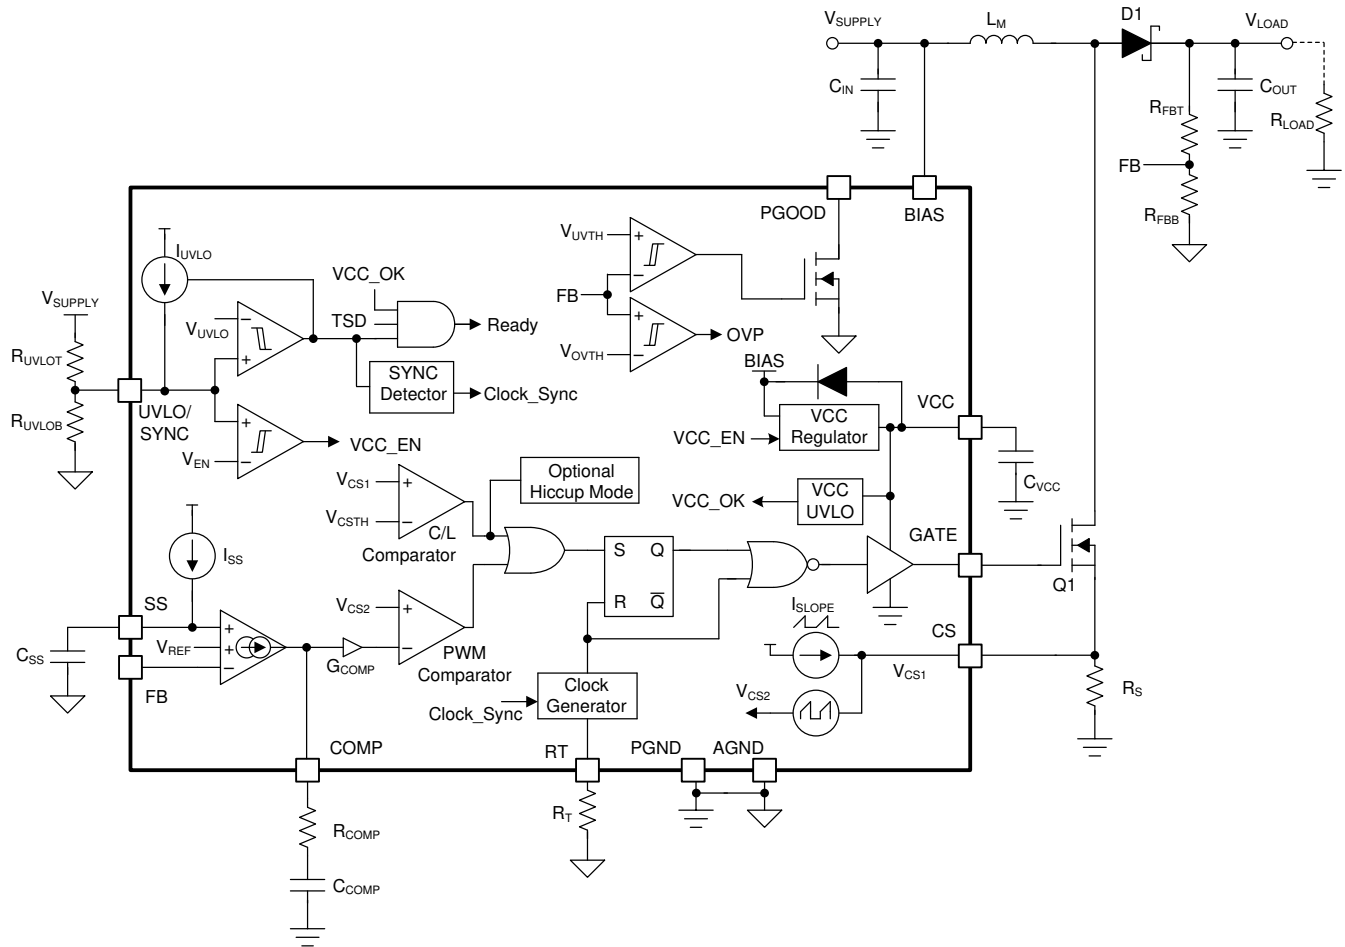 VSUPPLY
LM
D1
VLOAD
CIN
COUT
RFBT
RLOAD
FB
RFBB
PGOOD
BIAS
IUVLO
VUVTH
VCC_OK
FB
VSUPPLY
VUVLO
TSD
Ready
OVP
RUVLOT
VOVTH
BIAS
SYNC
Detector
Clock_Sync
UVLO/
SYNC
VCC
RUVLOB
VCC
Regulator
VCC_EN
VCC_EN
VEN
Optional
Hiccup Mode
VCS1
CVCC
VCC
UVLO
VCC_OK
VCSTH
C/L
Comparator
GATE
ISS
S
Q
Q1
SS
VCS2
R
Q
ISLOPE
CS
VREF
CSS
GCOMP
PWM
Comparator
VCS1
FB
Clock
Generator
VCS2
RS
Clock_Sync
COMP
RT
PGND
AGND
RT
RCOMP
CCOMP